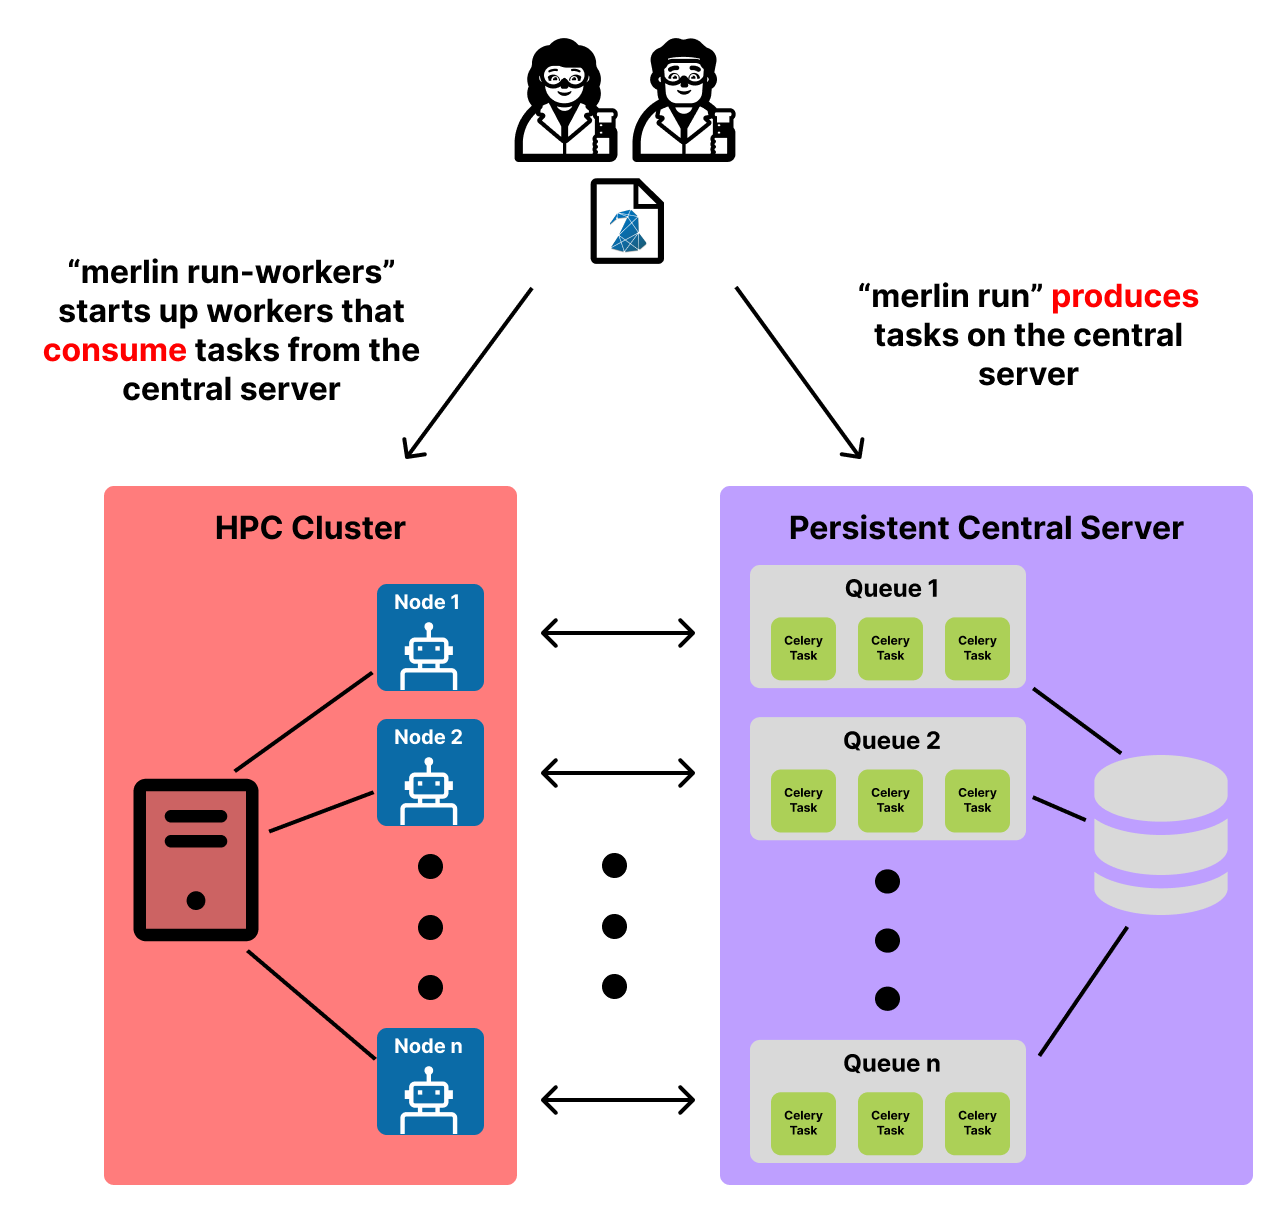 “merlin run-workers”
starts up workers that
consume tasks from the
central server
“merlin run” produces
tasks on the central
server
HPC Cluster
Node 1
Node 2
Node n
Persistent Central Server
Queue 1
Celery
Task
Celery
Task
Celery
Task
Queue 2
Celery
Task
Celery
Task
Celery
Task
Queue n
Celery
Task
Celery
Task
Celery
Task